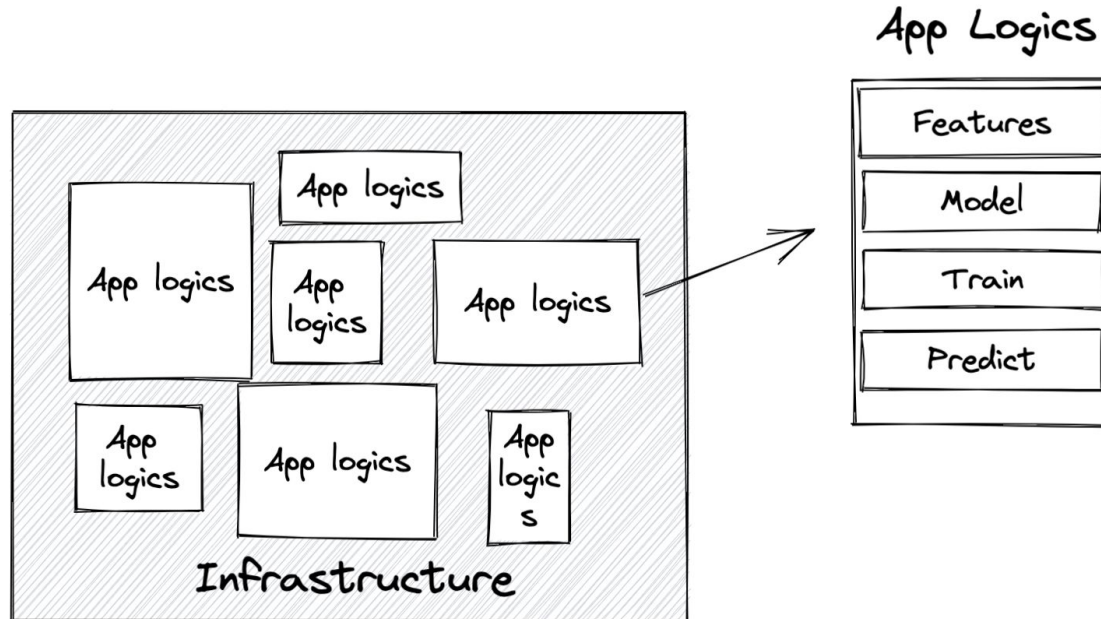 App Logics
Features
Model
Train
Predict
App logics
App logics
App
logics
App logics
App
logics
App logics
App
logic
s
Infrastructure